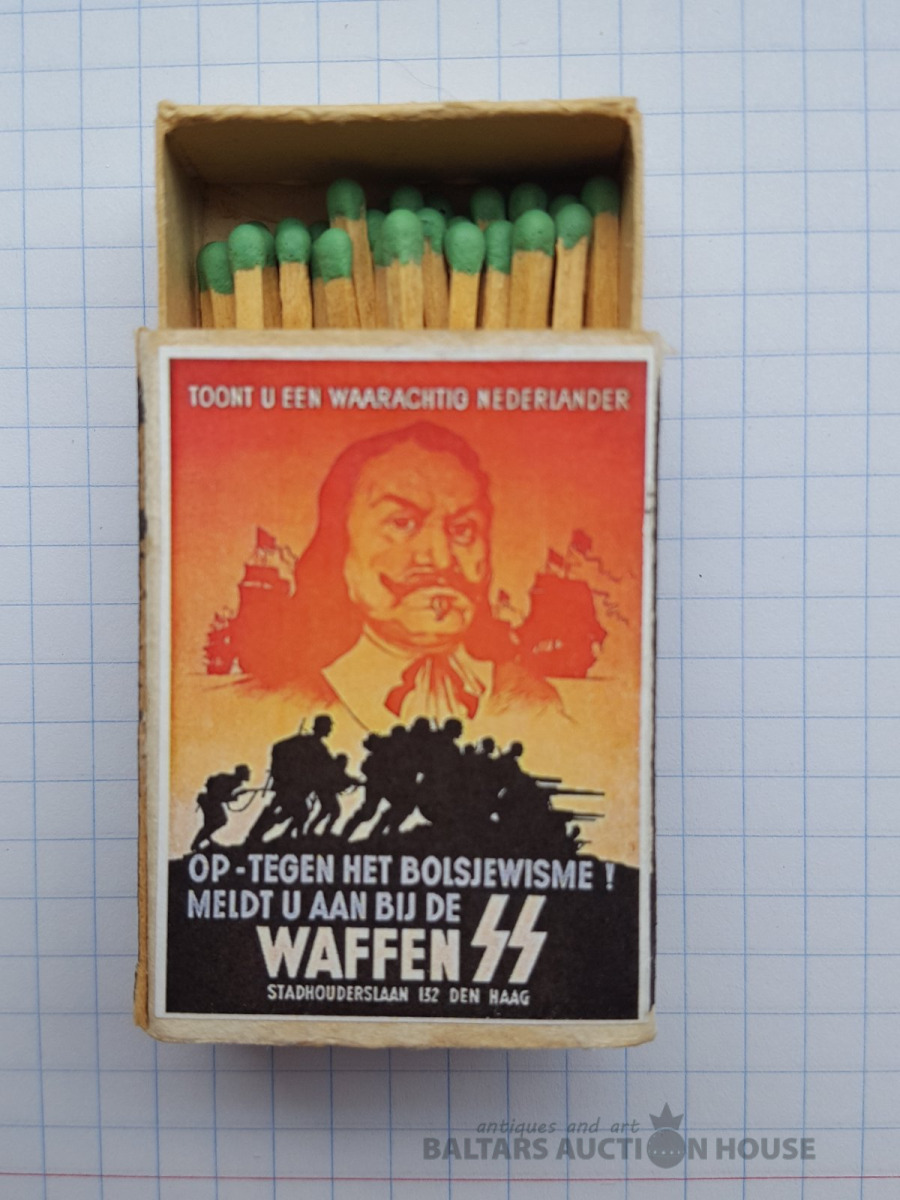 TOONT U EEN WAARACHTIG NEDERLANDER
OP-TEGEN HET BOLSJEWISME !
MELDT U AAN BIJ DE
WAFFEN SS
STADHOUDERSLAAN 132 DEN HAAG
antiques and art
BALTARS AUCTION HOUSE